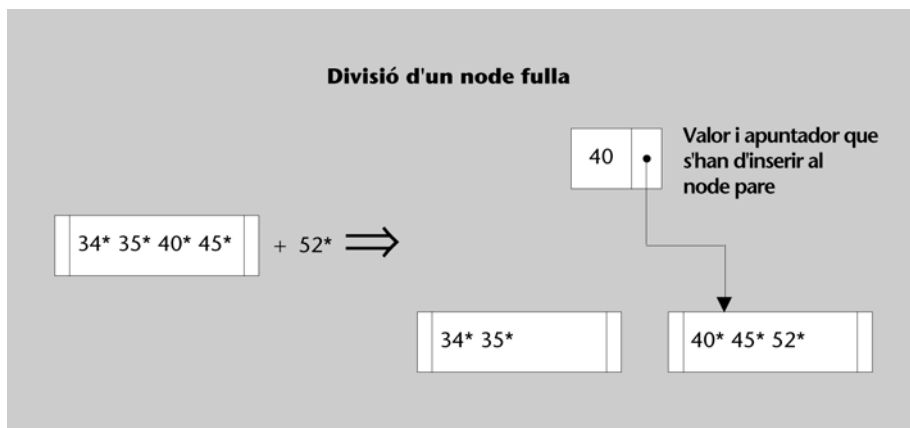 Divisió d'un node fulla
40
Valor i apuntador que
s'han d'inserir al
node pare
34* 35* 40* 45*
+ 52*
34* 35*
40* 45* 52*